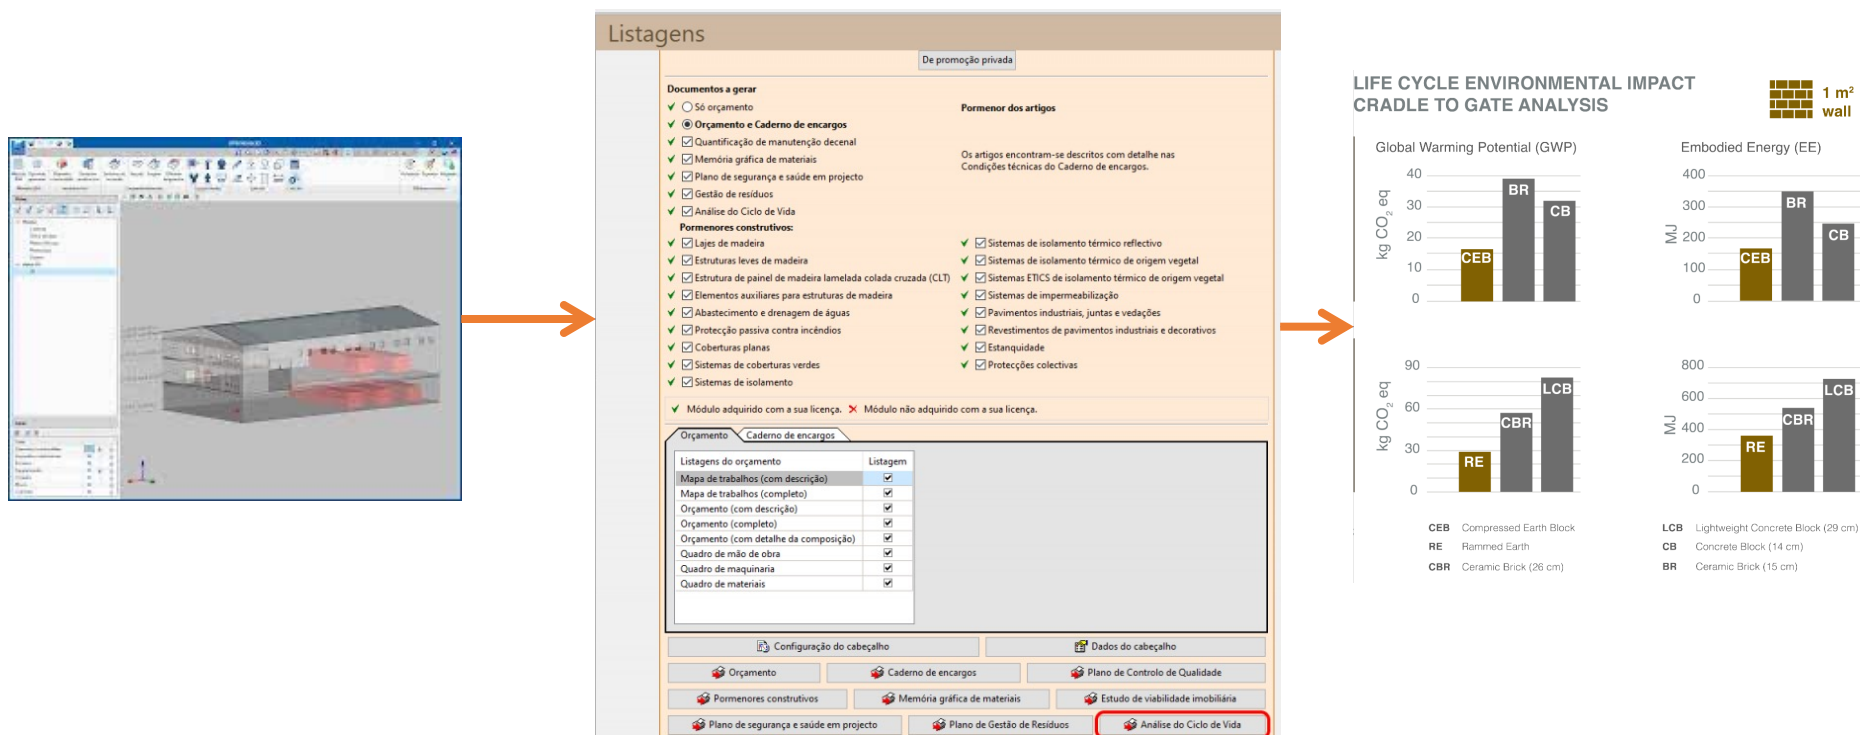 Listagens
De promoção privada
Documentos a gerar
Só orçamento
Pormenor dos artigos
Orçamento e Caderno de encargos
Quantificação de manutenção decenal
Memória gráfica de materiais
Os artigos encontram-se descritos com detalhe nas
Condições técnicas do Caderno de encargos.
Plano de segurança e saúde em projecto
Gestão de resíduos
Análise do Ciclo de Vida
Pormenores construtivos:
Lajes de madeira
Sistemas de isolamento térmico reflectivo
Estruturas leves de madeira
Sistemas de isolamento térmico de origem vegetal
Estrutura de painel de madeira lamelada colada cruzada (CLT)
Sistemas ETICS de isolamento térmico de origem vegetal
Elementos auxiliares para estruturas de madeira
Sistemas de impermeabilização
Abastecimento e drenagem de águas
Pavimentos industriais, juntas e vedações
Protecção passiva contra incêndios
Revestimentos de pavimentos industriais e decorativos
Coberturas planas
Estanquidade
Sistemas de coberturas verdes
Protecções colectivas
Sistemas de isolamento
Módulo adquirido com a sua licença.
Módulo não adquirido com a sua licença.
Orçamento
Caderno de encargos
Listagens do orçamento
Listagem
Mapa de trabalhos (com descrição)
Mapa de trabalhos (completo)
Orçamento (com descrição)
Orçamento (completo)
Orçamento (com detalhe da composição)
Quadro de mão de obra
Quadro de maquinaria
Quadro de materiais
Configuração do cabeçalho
Dados do cabeçalho
Orçamento
Caderno de encargos
Plano de Controlo de Qualidade
Pormenores construtivos
Memória gráfica de materiais
Estudo de viabilidade imobiliária
Plano de segurança e saúde em projecto
Plano de Gestão de Resíduos
Análise do Ciclo de Vida
LIFE CYCLE ENVIRONMENTAL IMPACT
CRADLE TO GATE ANALYSIS
1 m²
wall
Global Warming Potential (GWP)
kg CO₂ eq
40
30
20
10
0
CEB
BR
CB
Embodied Energy (EE)
MJ
400
300
200
100
0
CEB
BR
CB
kg CO₂ eq
90
60
30
0
RE
CBR
LCB
MJ
800
600
400
200
0
RE
CBR
LCB
CEB Compressed Earth Block
RE Rammed Earth
CBR Ceramic Brick (26 cm)
LCB Lightweight Concrete Block (29 cm)
CB Concrete Block (14 cm)
BR Ceramic Brick (15 cm)